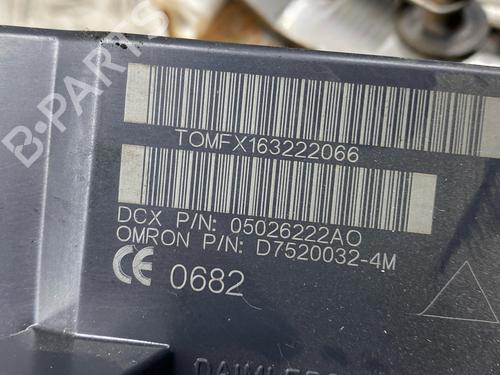 B-PARTS
TOMFX163222066
DCX P/N: 05026222AO
OMRON P/N: D7520032-4M
CE 0682